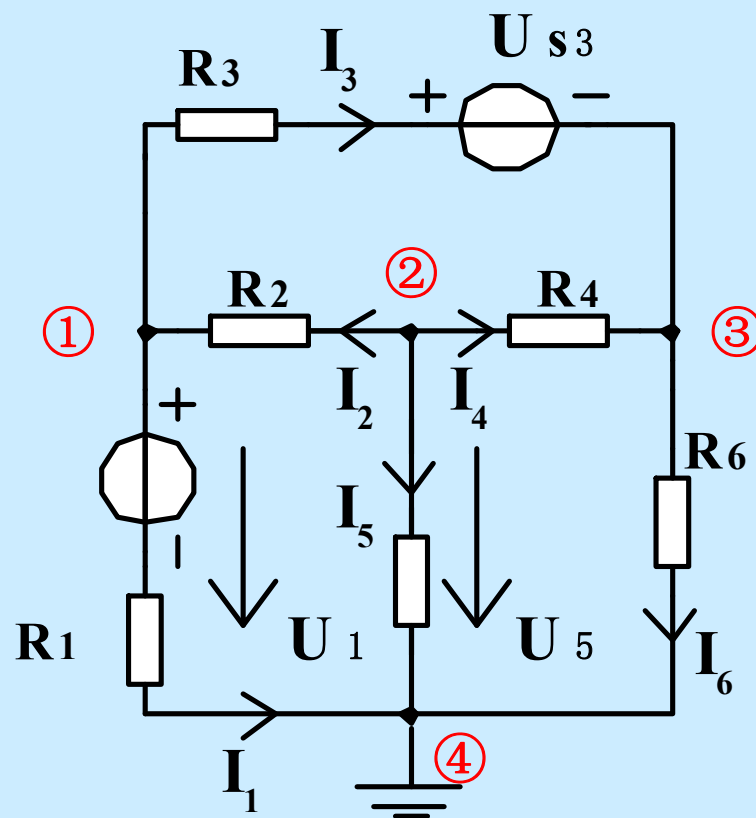 U s3
I3
R3
+ −
②
R2 R4
① ③
I2 I4
+
R6
I5
−
R1 U 1 U 5
I6
I1 ④